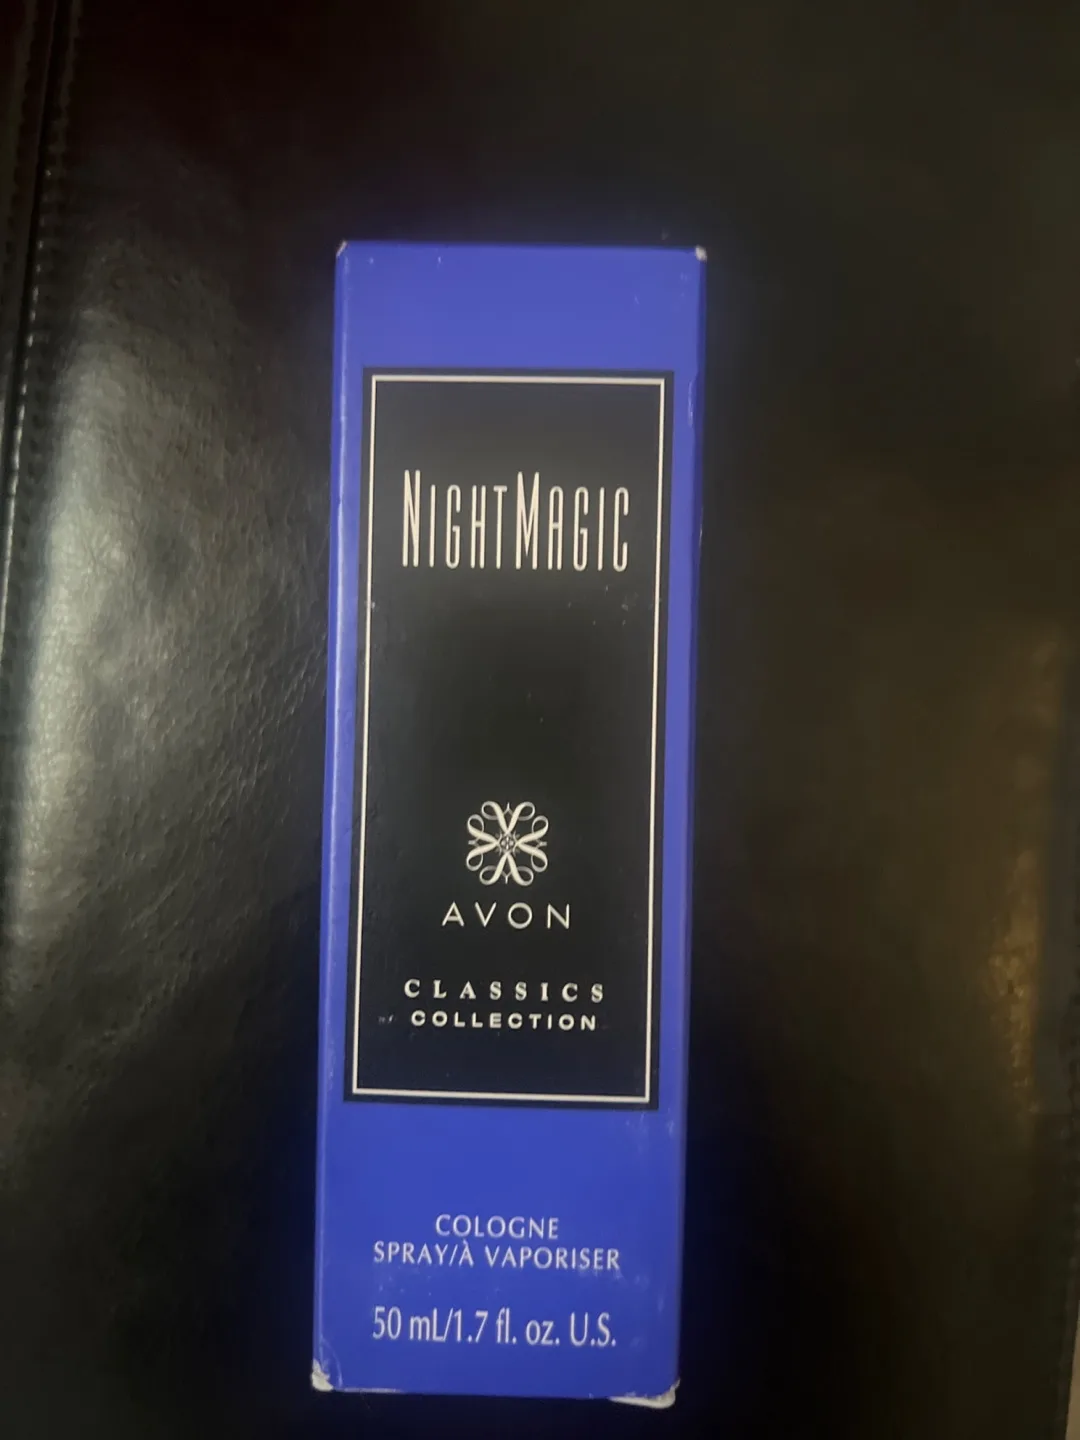 NIGHTMAGIC
AVON
CLASSICS
COLLECTION
COLOGNE
SPRAY/À VAPORISER
50 mL/1.7 fl. oz. U.S.